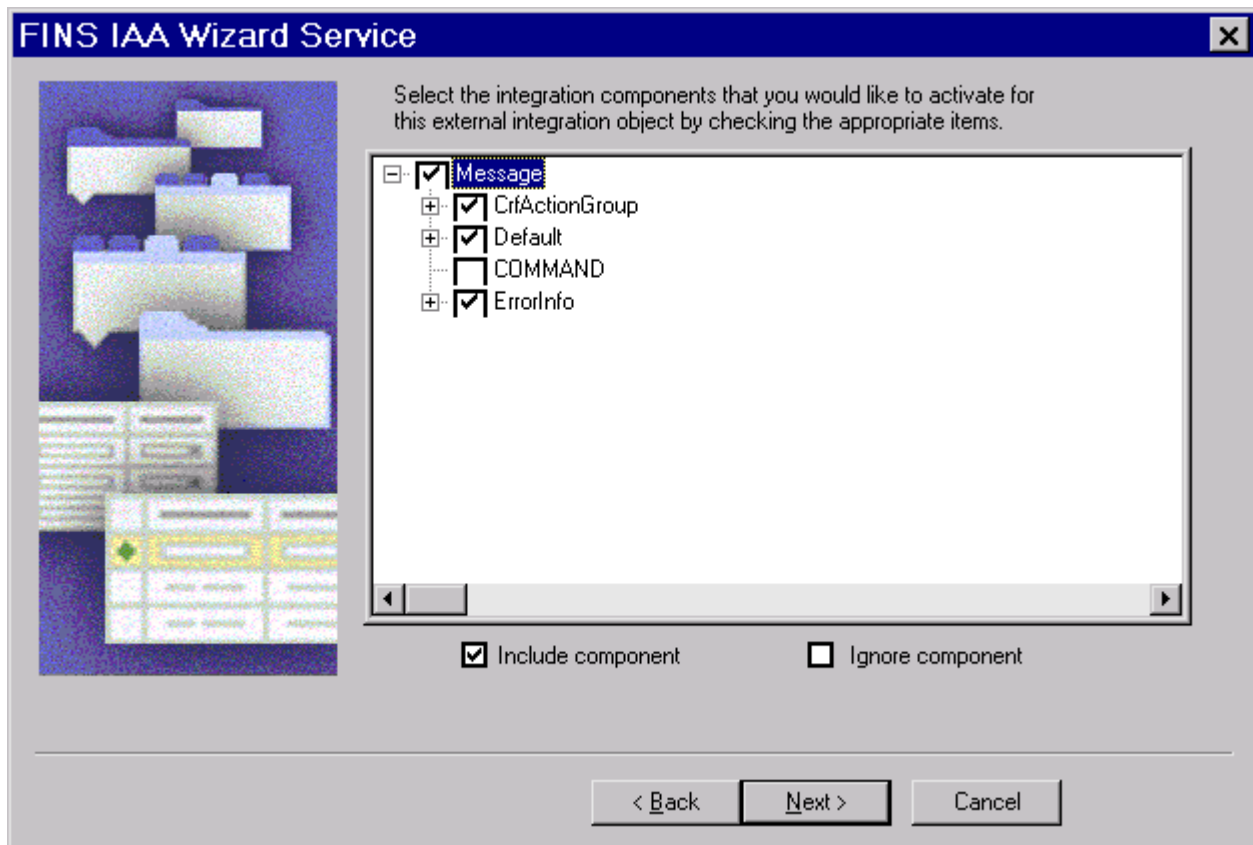 FINS IAA Wizard Service
Select the integration components that you would like to activate for
this external integration object by checking the appropriate items.
Message
CrfActionGroup
Default
COMMAND
ErrorInfo
Include component
Ignore component
< Back
Next >
Cancel